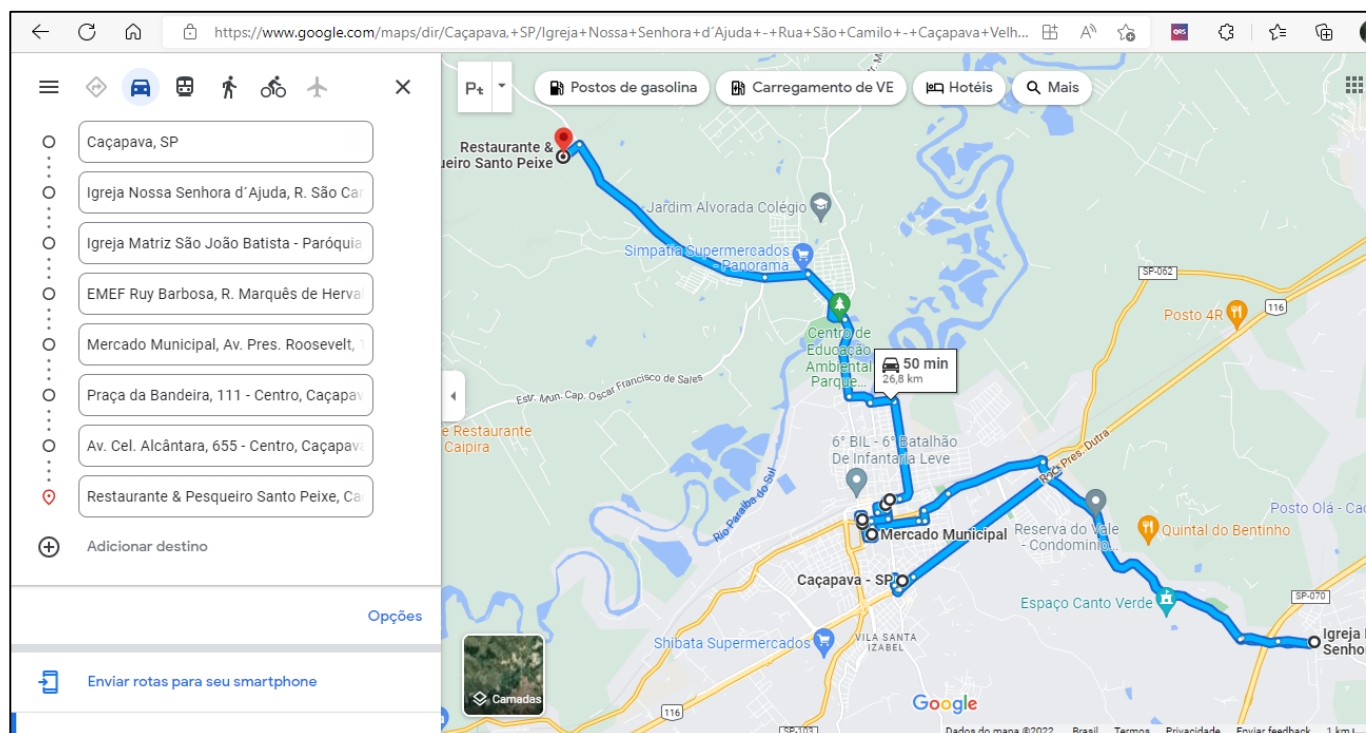 https://www.google.com/maps/dir/Caçapava,+SP/Igreja+Nossa+Senhora+d´Ajuda+-+Rua+São+Camilo+-+Caçapava+Velh...
Caçapava, SP
Igreja Nossa Senhora d´Ajuda, R. São Car
Igreja Matriz São João Batista - Paróquia
EMEF Ruy Barbosa, R. Marquês de Herval
Mercado Municipal, Av. Pres. Roosevelt,
Praça da Bandeira, 111 - Centro, Caçapav
Av. Cel. Alcântara, 655 - Centro, Caçapava
Restaurante & Pesqueiro Santo Peixe, Ca
Adicionar destino
Opções
Enviar rotas para seu smartphone
Postos de gasolina
Carregamento de VE
Hotéis
Mais
Restaurante &
ueiro Santo Peixe
Jardim Alvorada Colégio
Simpatia Supermercados
- Panorama
SP-062
116
Posto 4R
Centro de
Educação
Ambiental
Parque...
50 min
26,8 km
Estr. Mun. Cap. Oscar Francisco de Sales
e Restaurante
Caipira
6° BIL - 6° Batalhão
De Infantaria Leve
Rod. Pres. Dutra
Rio Paraíba do Sul
Mercado Municipal
Reserva do Vale
- Condominio...
Posto Olá - Caç
Quintal do Bentinho
Caçapava - SP
Espaço Canto Verde
SP-070
Igreja
Senhor
Shibata Supermercados
VILA SANTA
IZABEL
Camadas
Google
116
SP-103
Dados do mapa ©2022 Brasil Termos Privacidade Enviar feedback 1 km